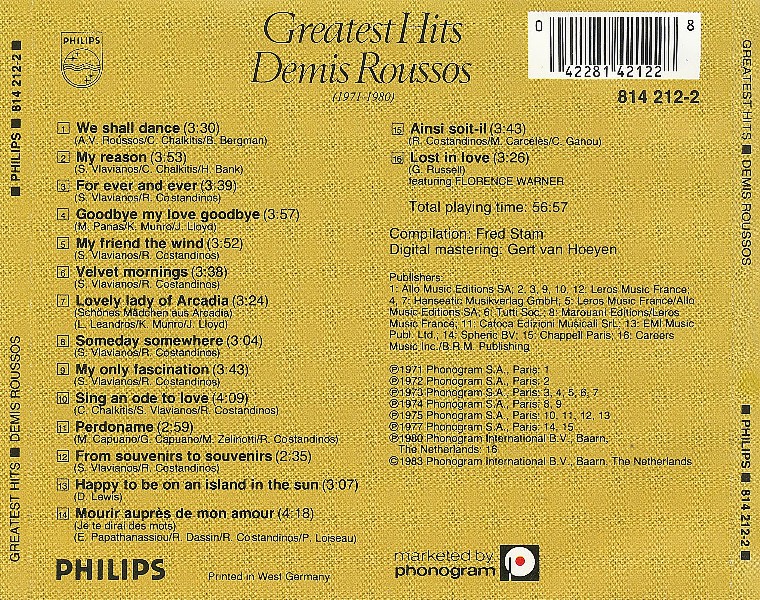 PHILIPS
Greatest Hits
Demis Roussos
(1971-1980)
0 42281 42122 8
814 212-2
1 We shall dance (3:30)
(A.V. Roussos/C. Chalkitis/B. Bergman)
2 My reason (3:53)
(S. Vlavianos/C. Chalkitis/H. Bank)
3 For ever and ever (3:39)
(S. Vlavianos/R. Costandinos)
4 Goodbye my love goodbye (3:57)
(M. Panas/K. Munro/J. Lloyd)
5 My friend the wind (3:52)
(S. Vlavianos/R. Costandinos)
6 Velvet mornings (3:38)
(S. Vlavianos/R. Costandinos)
7 Lovely lady of Arcadia (3:24)
(Schönes Mädchen aus Arcadia)
(L. Leandros/K. Munro/J. Lloyd)
8 Someday somewhere (3:04)
(S. Vlavianos/R. Costandinos)
9 My only fascination (3:43)
(S. Vlavianos/R. Costandinos)
10 Sing an ode to love (4:09)
(C. Chalkitis/S. Vlavianos/R. Costandinos)
11 Perdoname (2:59)
(M. Capuano/G. Capuano/M. Zelinotti/R. Costandinos)
12 From souvenirs to souvenirs (2:35)
(S. Vlavianos/R. Costandinos)
13 Happy to be on an island in the sun (3:07)
(D. Lewis)
14 Mourir auprès de mon amour (4:18)
(Je te dirai des mots)
(E. Papathanassiou/R. Dassin/R. Costandinos/P. Loiseau)
15 Ainsi soit-il (3:43)
(R. Costandinos/M. Carceles/C. Gahou)
16 Lost in love (3:26)
(G. Russell)
featuring FLORENCE WARNER
Total playing time: 56:57
Compilation: Fred Stam
Digital mastering: Gert van Hoeyen
Publishers:
1: Allo Music Editions SA; 2, 3, 9, 10, 12: Leros Music France;
4, 7: Hanseatic Musikverlag GmbH; 5: Leros Music France/Allo
Music Editions SA; 6: Tutti Soc.; 8: Marouani Editions/Leros
Music France; 11: Cafoca Edizioni Musicali SrL; 13: EMI Music
Publ. Ltd.; 14: Spheric BV; 15: Chappell Paris; 16: Careers
Music Inc./B.R.M. Publishing
℗1971 Phonogram S.A., Paris: 1
℗1972 Phonogram S.A., Paris: 2
℗1973 Phonogram S.A., Paris: 3, 4, 5, 6, 7
℗1974 Phonogram S.A., Paris: 8, 9
℗1975 Phonogram S.A., Paris: 10, 11, 12, 13
℗1977 Phonogram S.A., Paris: 14, 15
℗1980 Phonogram International B.V., Baarn,
The Netherlands: 16
©1983 Phonogram International B.V., Baarn, The Netherlands
PHILIPS
Printed in West Germany
marketed by
phonogram
GREATEST HITS ■ DEMIS ROUSSOS ■ PHILIPS ■ 814 212-2 ■
GREATEST HITS ■ DEMIS ROUSSOS ■ PHILIPS ■ 814 212-2 ■